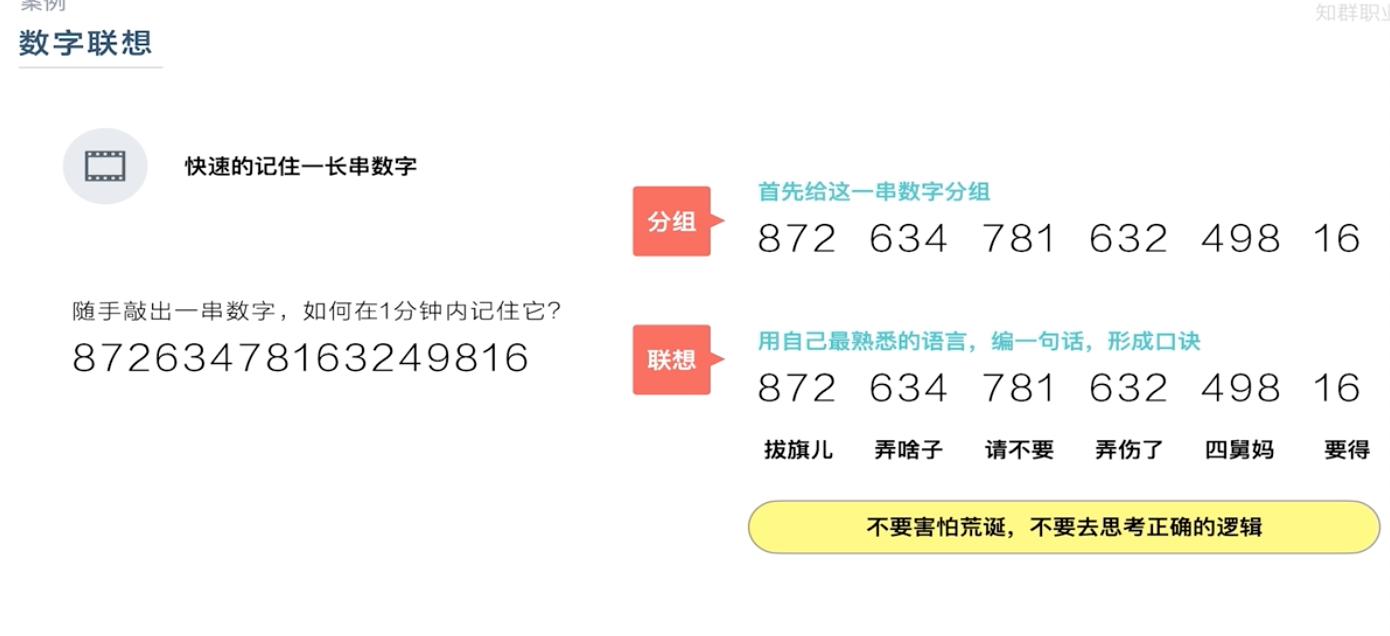 案例
知群职业
数字联想
快速的记住一长串数字
随手敲出一串数字，如何在1分钟内记住它？
87263478163249816
分组
首先给这一串数字分组
872 634 781 632 498 16
联想
用自己最熟悉的语言，编一句话，形成口诀
872 634 781 632 498 16
拔旗儿 弄啥子 请不要 弄伤了 四舅妈 要得
不要害怕荒诞，不要去思考正确的逻辑